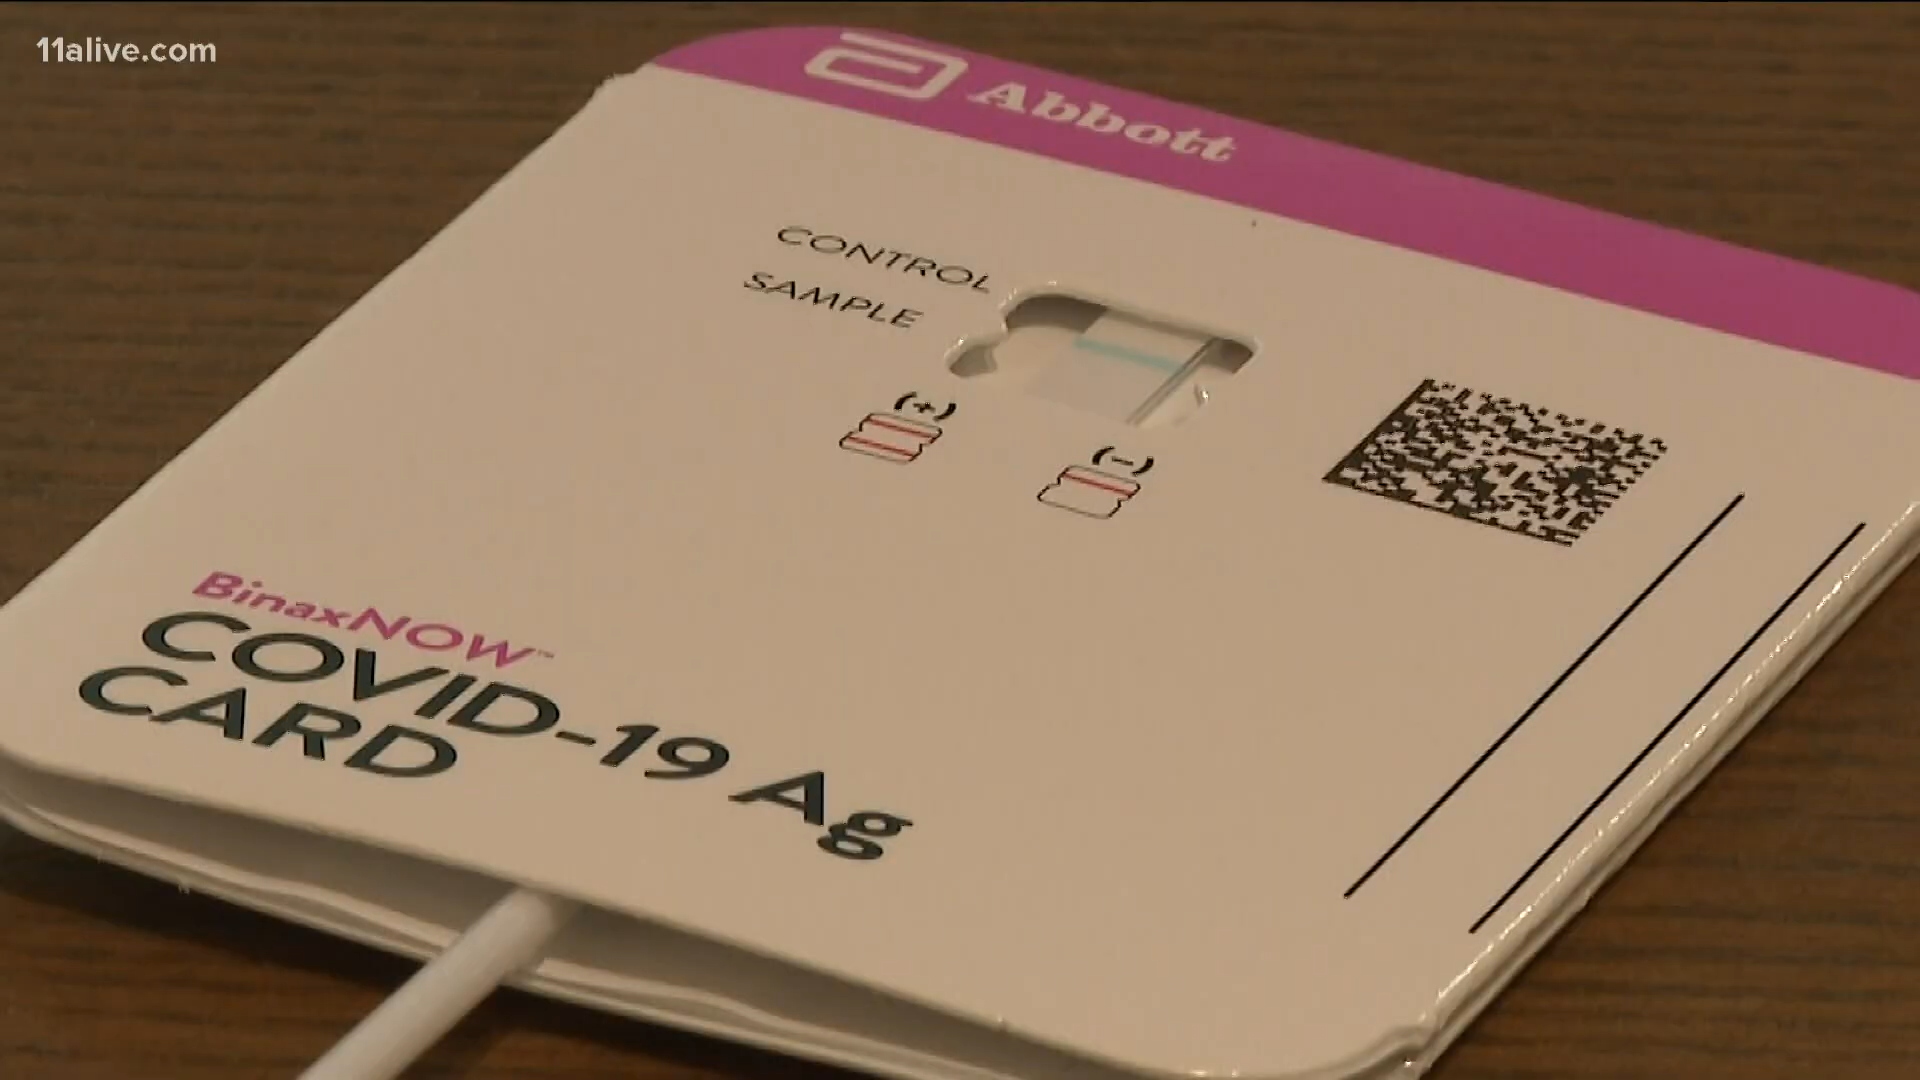 11alive.com
Abbott
CONTROL
SAMPLE
(+)
(-)
BinaxNOW™
COVID-19 Ag
CARD